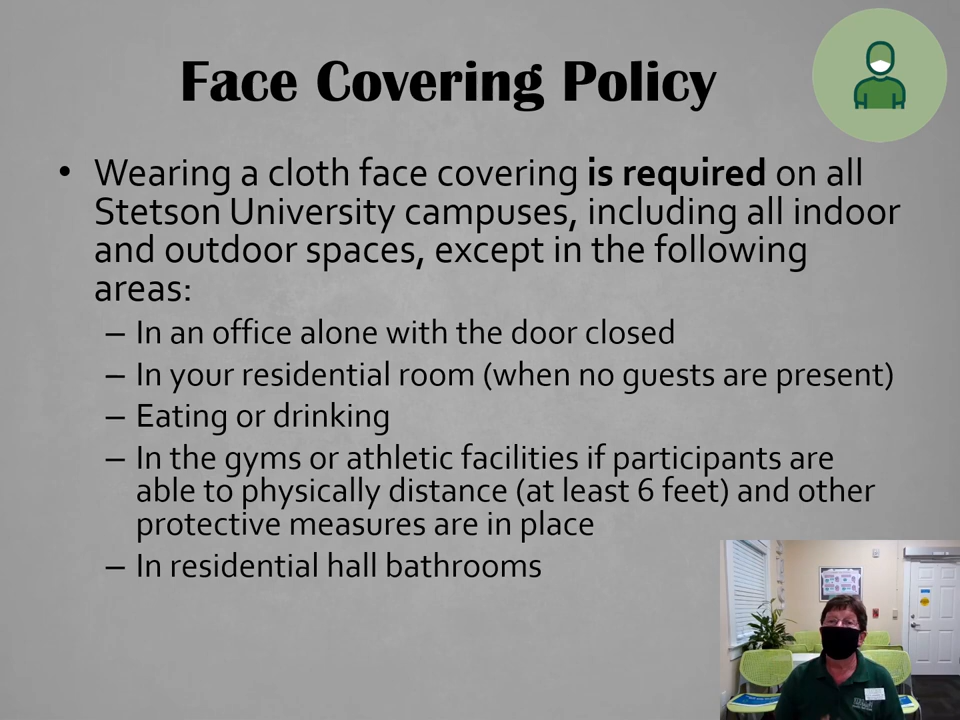 Face Covering Policy
• Wearing a cloth face covering is required on all
Stetson University campuses, including all indoor
and outdoor spaces, except in the following
areas:
– In an office alone with the door closed
– In your residential room (when no guests are present)
– Eating or drinking
– In the gyms or athletic facilities if participants are
able to physically distance (at least 6 feet) and other
protective measures are in place
– In residential hall bathrooms